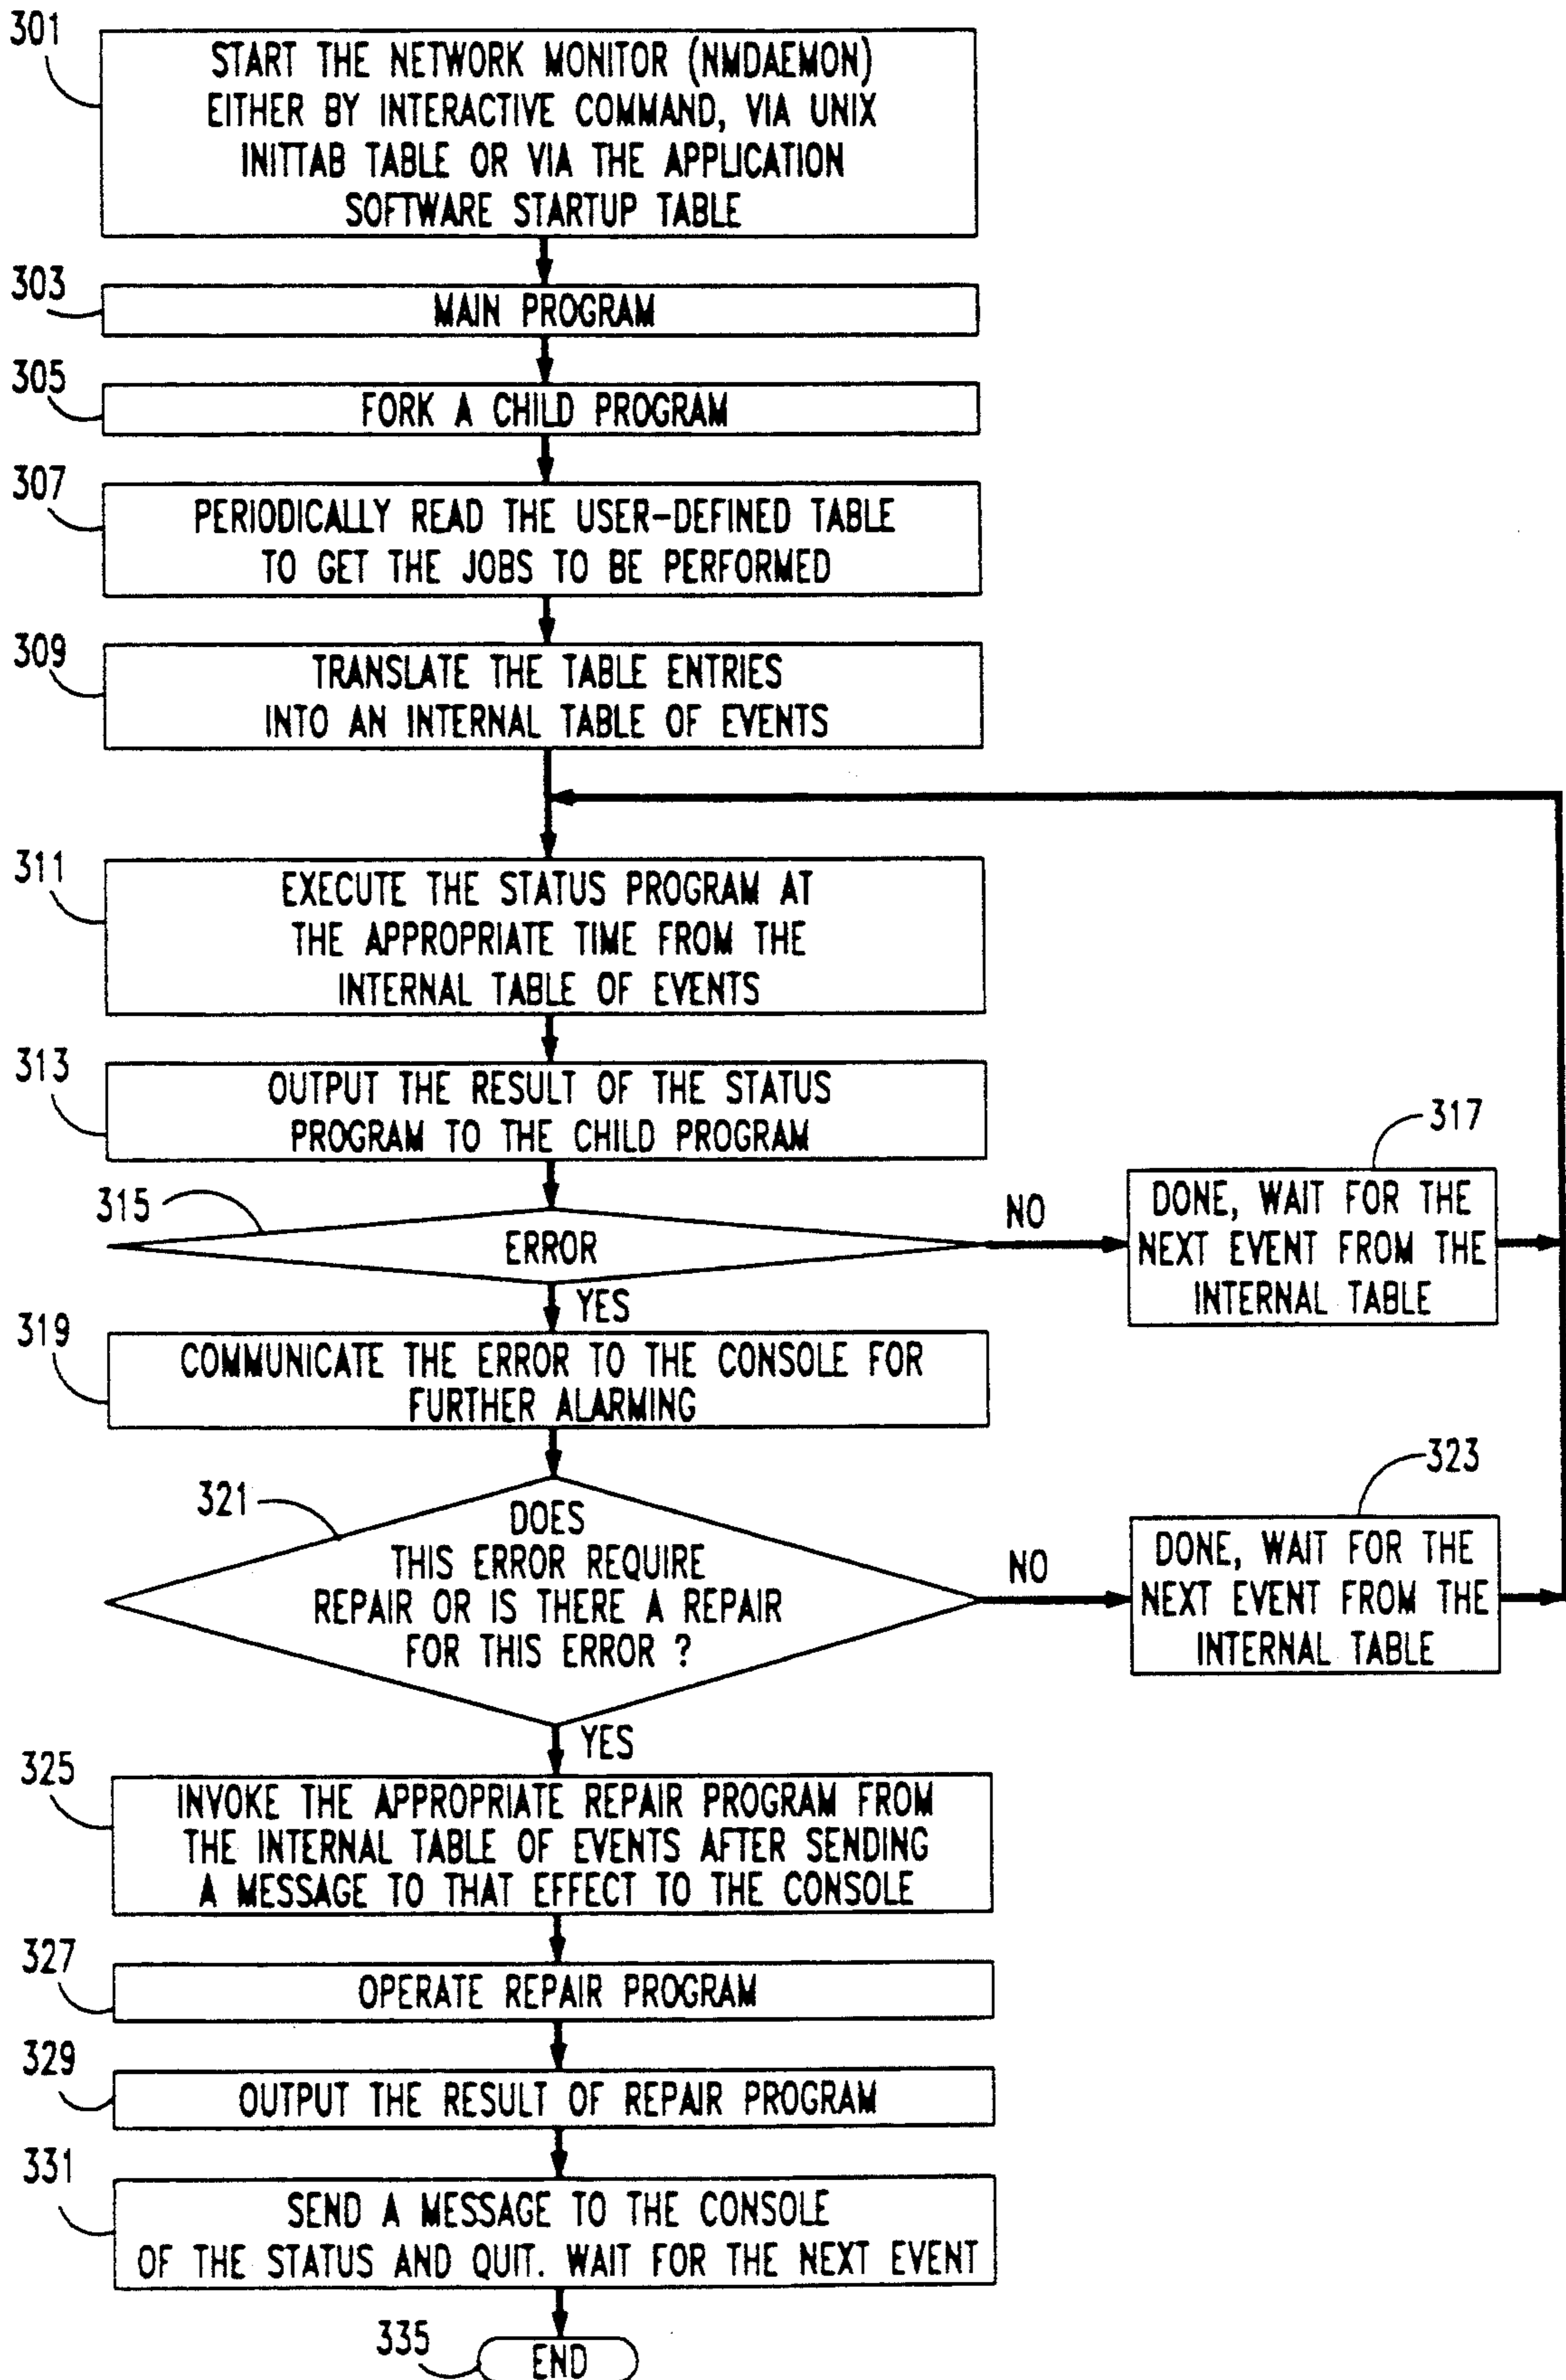 301
START THE NETWORK MONITOR (NMDAEMON)
EITHER BY INTERACTIVE COMMAND, VIA UNIX
INITTAB TABLE OR VIA THE APPLICATION
SOFTWARE STARTUP TABLE
303
MAIN PROGRAM
305
FORK A CHILD PROGRAM
307
PERIODICALLY READ THE USER-DEFINED TABLE
TO GET THE JOBS TO BE PERFORMED
309
TRANSLATE THE TABLE ENTRIES
INTO AN INTERNAL TABLE OF EVENTS
311
EXECUTE THE STATUS PROGRAM AT
THE APPROPRIATE TIME FROM THE
INTERNAL TABLE OF EVENTS
313
OUTPUT THE RESULT OF THE STATUS
PROGRAM TO THE CHILD PROGRAM
315
ERROR
NO
317
DONE, WAIT FOR THE
NEXT EVENT FROM THE
INTERNAL TABLE
YES
319
COMMUNICATE THE ERROR TO THE CONSOLE FOR
FURTHER ALARMING
321
DOES
THIS ERROR REQUIRE
REPAIR OR IS THERE A REPAIR
FOR THIS ERROR ?
NO
323
DONE, WAIT FOR THE
NEXT EVENT FROM THE
INTERNAL TABLE
YES
325
INVOKE THE APPROPRIATE REPAIR PROGRAM FROM
THE INTERNAL TABLE OF EVENTS AFTER SENDING
A MESSAGE TO THAT EFFECT TO THE CONSOLE
327
OPERATE REPAIR PROGRAM
329
OUTPUT THE RESULT OF REPAIR PROGRAM
331
SEND A MESSAGE TO THE CONSOLE
OF THE STATUS AND QUIT. WAIT FOR THE NEXT EVENT
335
END